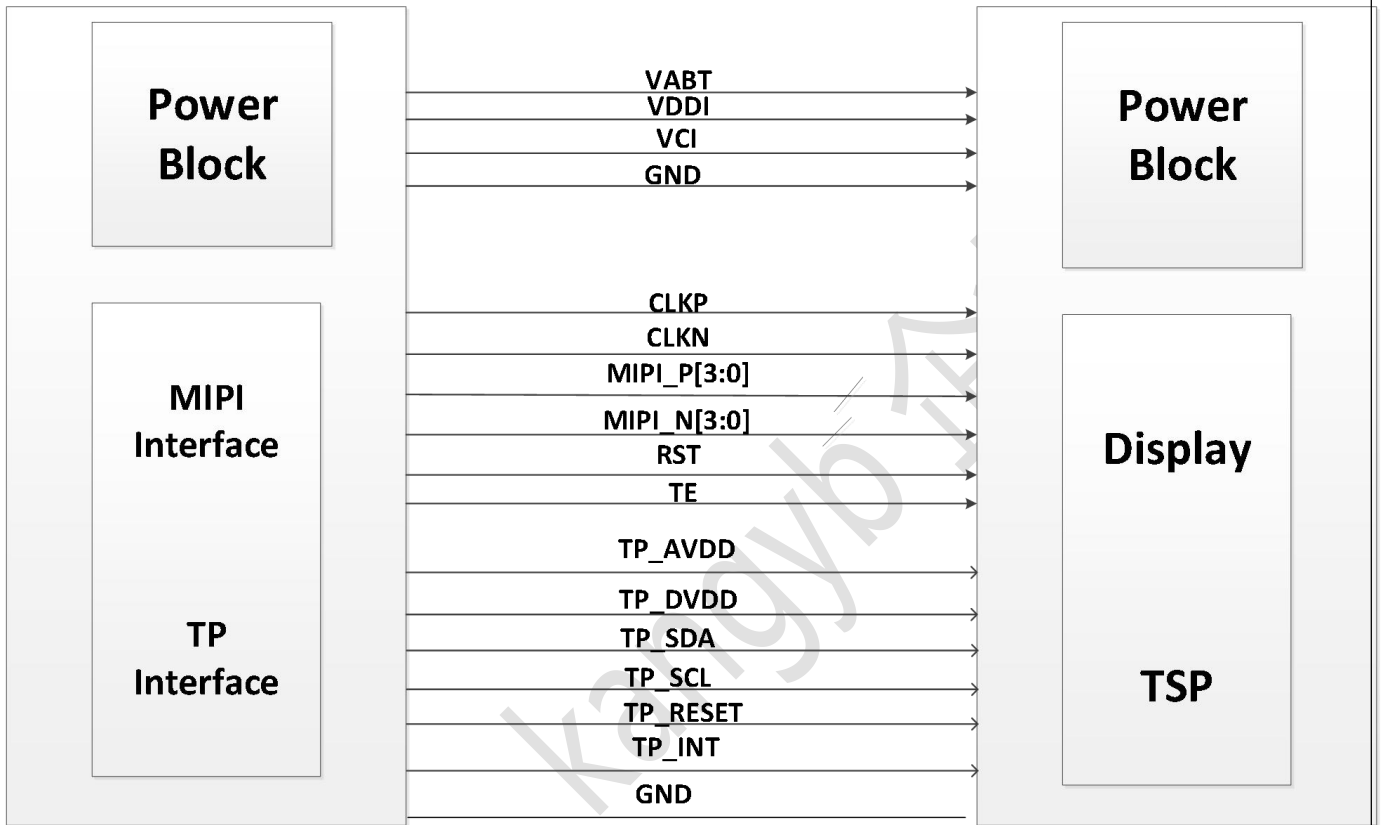 Power
Block
VABT
VDDI
VCI
GND
Power
Block
MIPI
Interface
TP
Interface
CLKP
CLKN
MIPI_P[3:0]
MIPI_N[3:0]
RST
TE
TP_AVDD
TP_DVDD
TP_SDA
TP_SCL
TP_RESET
TP_INT
GND
Display
TSP
kangyb